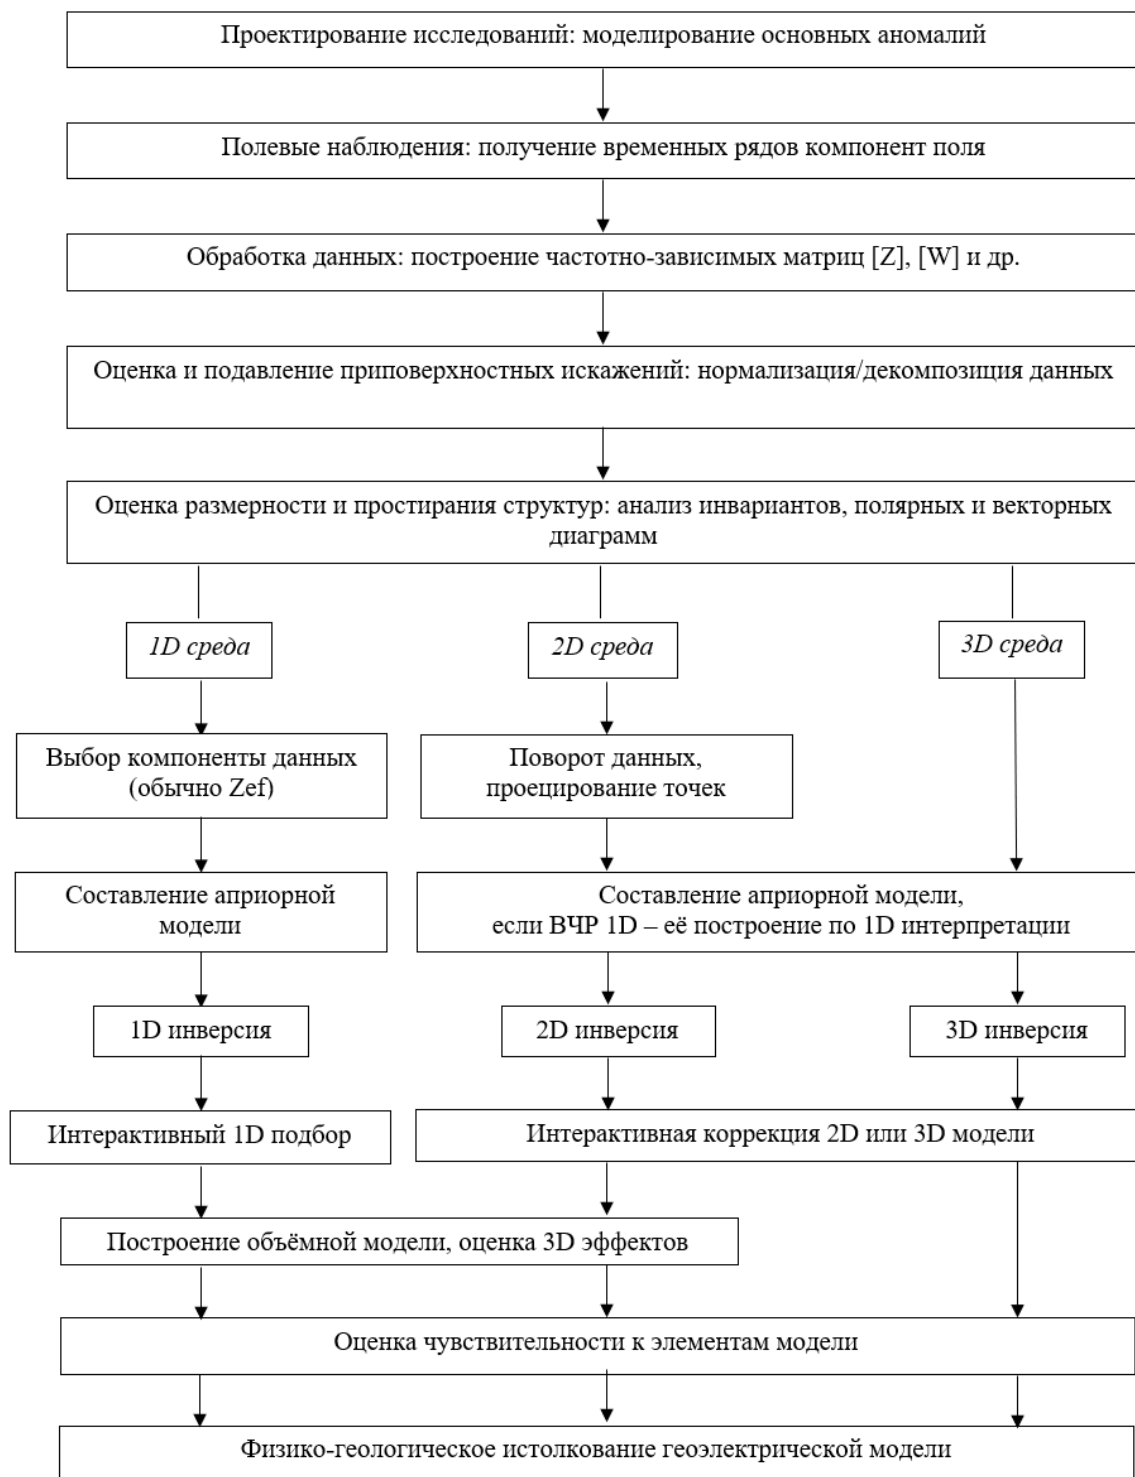 Проектирование исследований: моделирование основных аномалий
Полевые наблюдения: получение временных рядов компонент поля
Обработка данных: построение частотно-зависимых матриц [Z], [W] и др.
Оценка и подавление приповерхностных искажений: нормализация/декомпозиция данных
Оценка размерности и простирания структур: анализ инвариантов, полярных и векторных
диаграмм
1D среда
2D среда
3D среда
Выбор компоненты данных
(обычно Zef)
Поворот данных,
проецирование точек
Составление априорной
модели
Составление априорной модели,
если ВЧР 1D – её построение по 1D интерпретации
1D инверсия
2D инверсия
3D инверсия
Интерактивный 1D подбор
Интерактивная коррекция 2D или 3D модели
Построение объёмной модели, оценка 3D эффектов
Оценка чувствительности к элементам модели
Физико-геологическое истолкование геоэлектрической модели